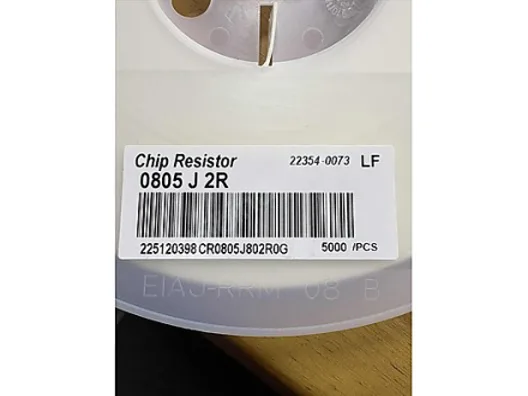 Chip Resistor 22354-0073 LF
0805 J 2R
225120398 CR0805J802R0G 5000 /PCS
EIAJ-RRM-08 B